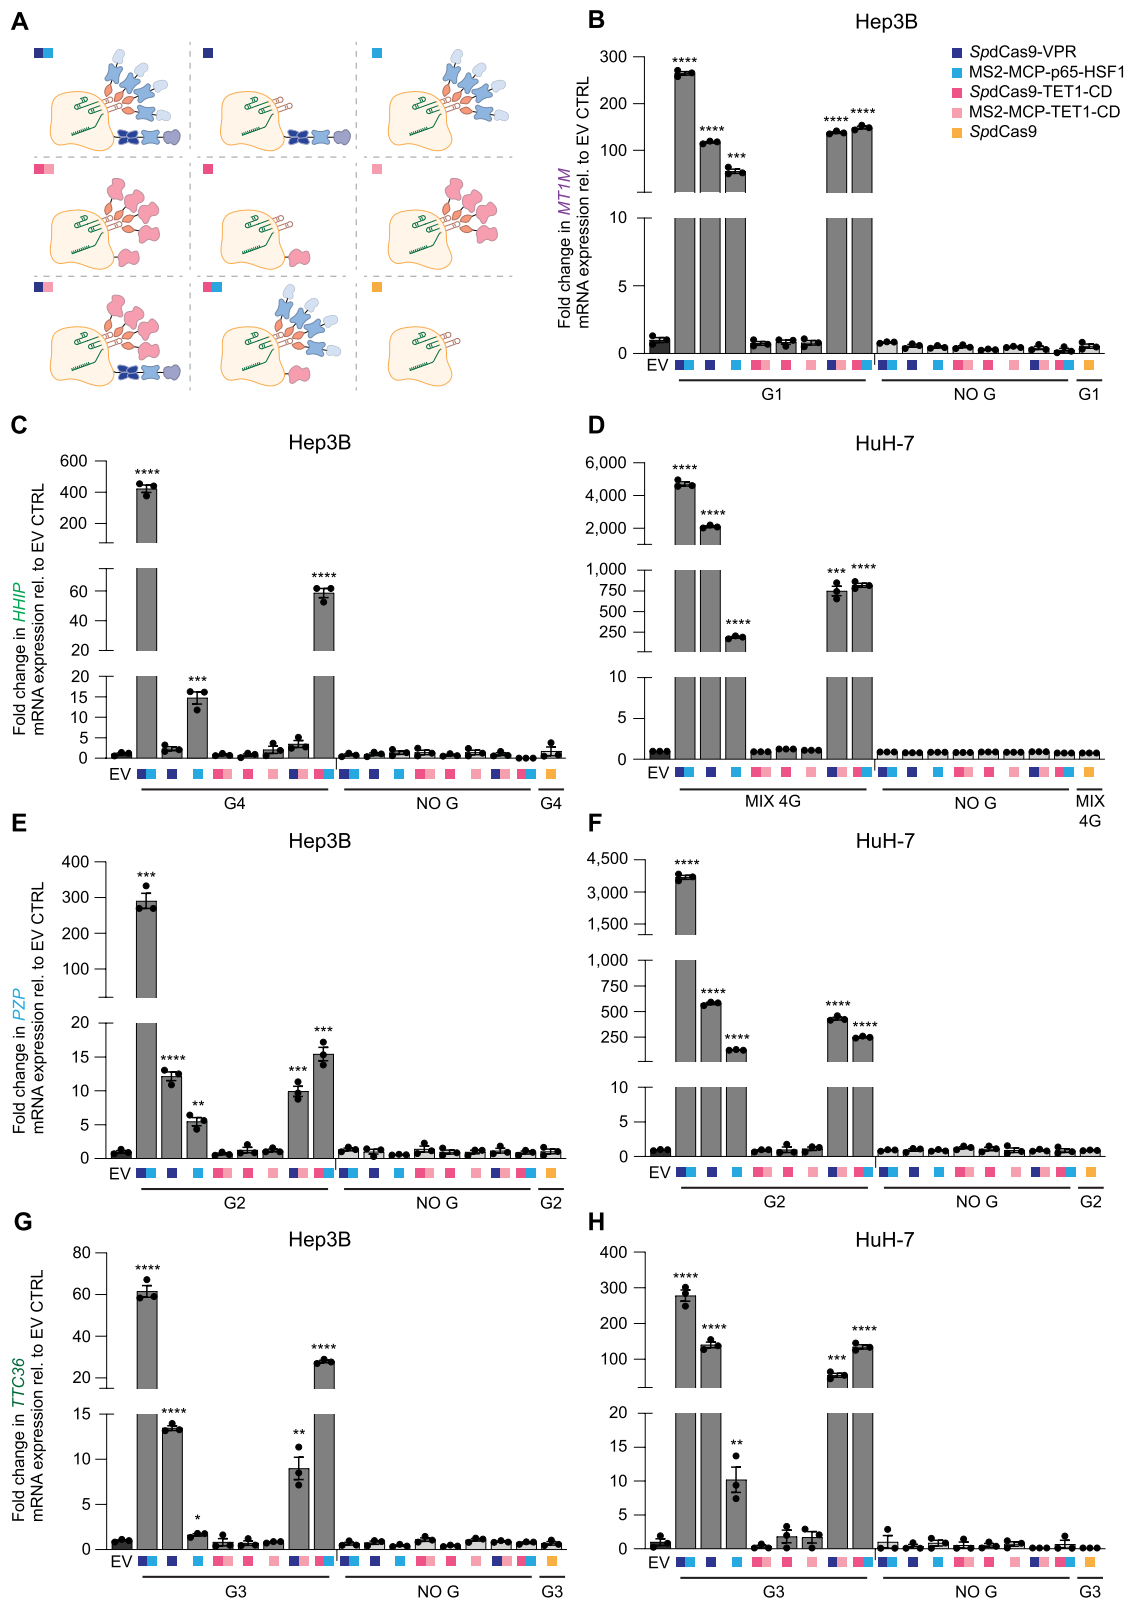 A
B
Hep3B
SpdCas9-VPR
MS2-MCP-p65-HSF1
SpdCas9-TET1-CD
MS2-MCP-TET1-CD
SpdCas9
Fold change in MT1M
mRNA expression rel. to EV CTRL
300
200
100
10
5
0
****
****
***
****
****
EV
G1
NO G
G1
C
Hep3B
Fold change in HHIP
mRNA expression rel. to EV CTRL
600
400
200
60
40
20
20
15
10
5
0
****
***
****
EV
G4
NO G
G4
D
HuH-7
6,000
4,000
2,000
1,000
750
500
250
10
5
0
****
****
****
***
****
EV
MIX 4G
NO G
MIX
4G
E
Hep3B
Fold change in PZP
mRNA expression rel. to EV CTRL
400
300
200
100
20
15
10
5
0
***
****
**
***
***
EV
G2
NO G
G2
F
HuH-7
4,500
3,000
1,500
1,000
750
500
250
10
5
0
****
****
****
****
****
EV
G2
NO G
G2
G
Hep3B
Fold change in TTC36
mRNA expression rel. to EV CTRL
80
60
40
20
15
10
5
0
****
****
*
**
****
EV
G3
NO G
G3
H
HuH-7
400
300
200
100
20
15
10
5
0
****
****
**
***
****
EV
G3
NO G
G3